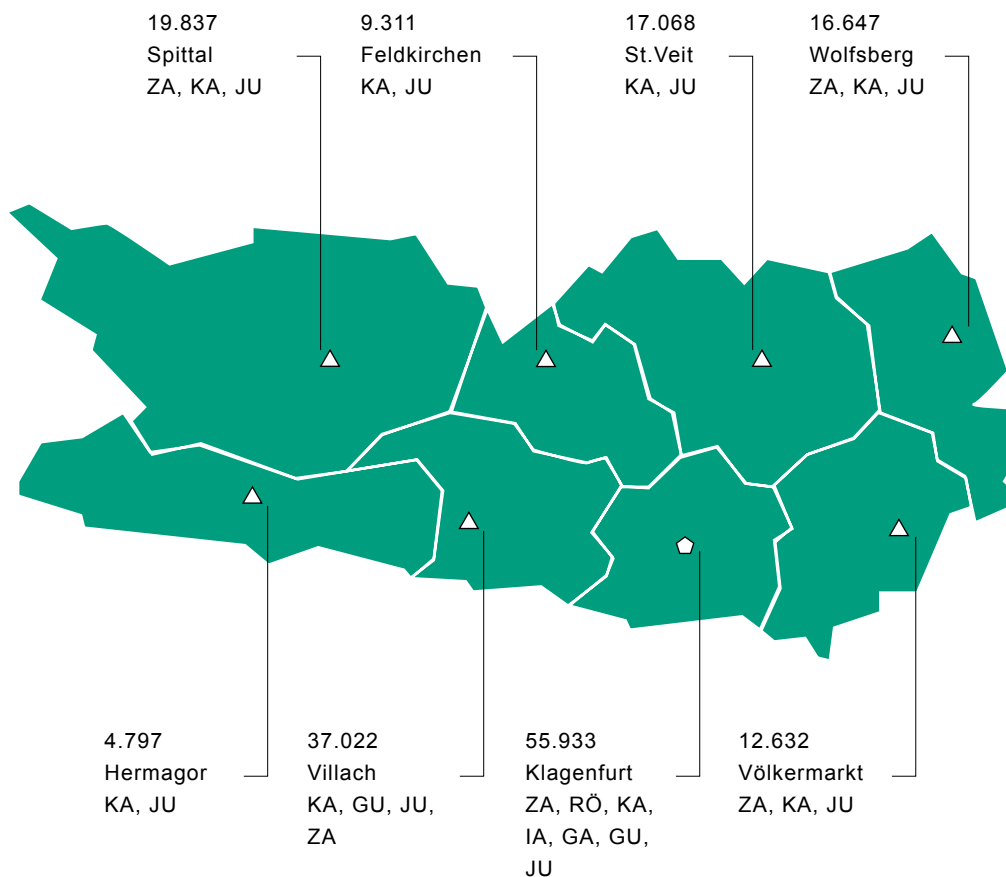 19.837
Spittal
ZA, KA, JU
9.311
Feldkirchen
KA, JU
17.068
St.Veit
KA, JU
16.647
Wolfsberg
ZA, KA, JU
4.797
Hermagor
KA, JU
37.022
Villach
KA, GU, JU,
ZA
55.933
Klagenfurt
ZA, RÖ, KA,
IA, GA, GU,
JU
12.632
Völkermarkt
ZA, KA, JU